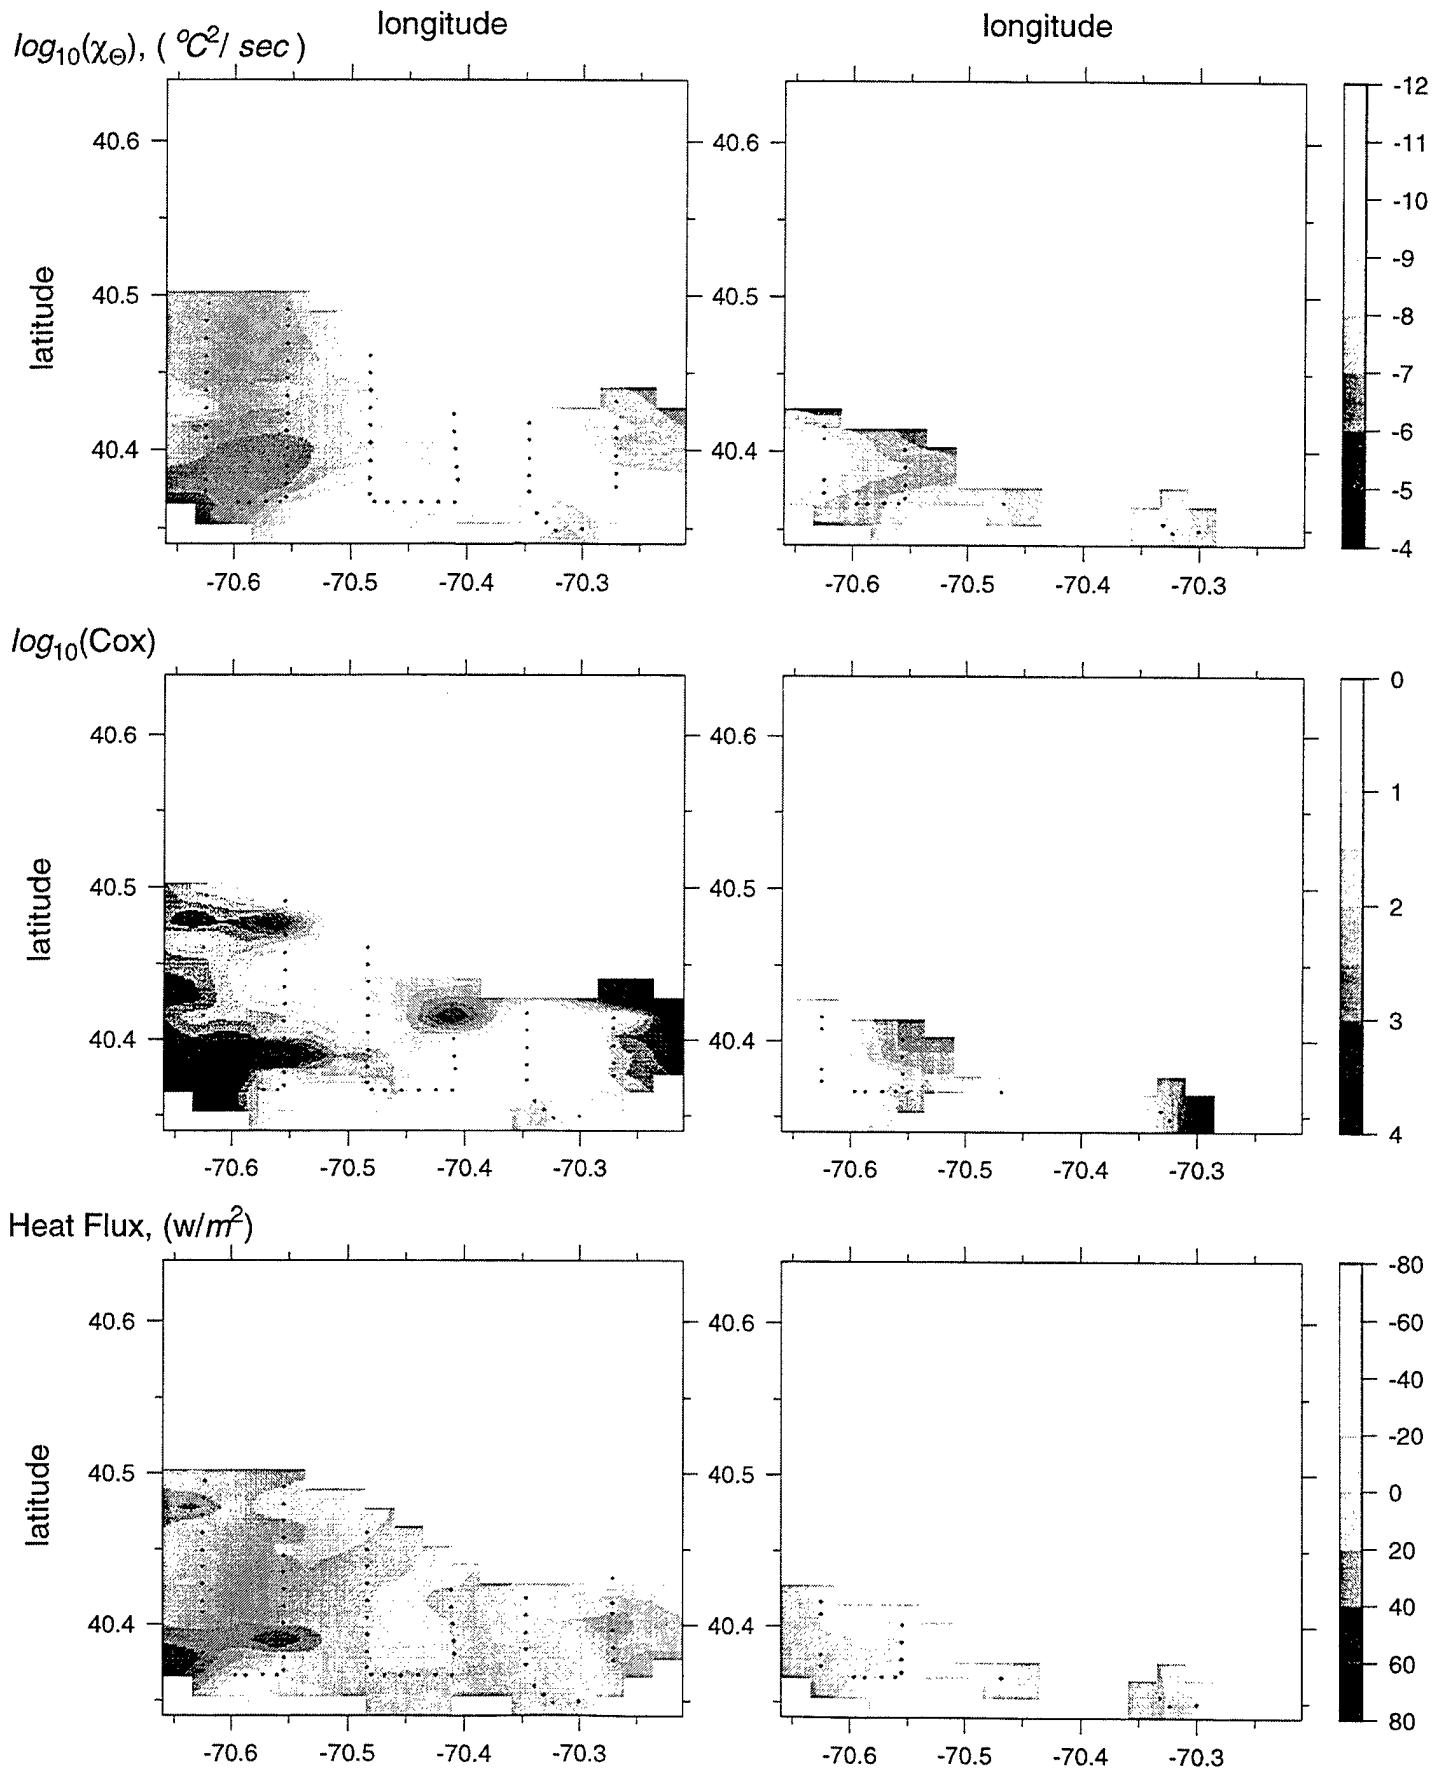 longitude longitude
log10(χΘ), ( °C2/ sec )
-12
-11
40.6 40.6
-10
-9
latitude 40.5 40.5
-8
-7
40.4 40.4
-6
-5
-4
-70.6 -70.5 -70.4 -70.3 -70.6 -70.5 -70.4 -70.3
log10(Cox)
0
40.6 40.6
1
latitude 40.5 40.5
2
3
40.4 40.4
4
-70.6 -70.5 -70.4 -70.3 -70.6 -70.5 -70.4 -70.3
Heat Flux, (w/m2)
-80
40.6 40.6 -60
-40
-20
latitude 40.5 40.5
0
20
40.4 40.4 40
60
80
-70.6 -70.5 -70.4 -70.3 -70.6 -70.5 -70.4 -70.3